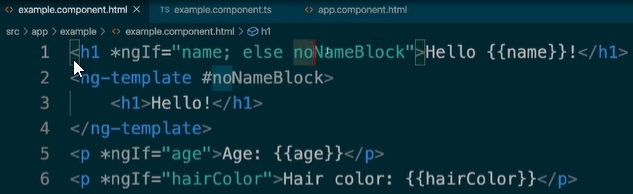 example.component.html TS example.component.ts app.component.html
src > app > example > example.component.html > h1
1 <h1 *ngIf="name; else noNameBlock">Hello {{name}}!</h1>
2 <ng-template #noNameBlock>
3 <h1>Hello!</h1>
4 </ng-template>
5 <p *ngIf="age">Age: {{age}}</p>
6 <p *ngIf="hairColor">Hair color: {{hairColor}}</p>